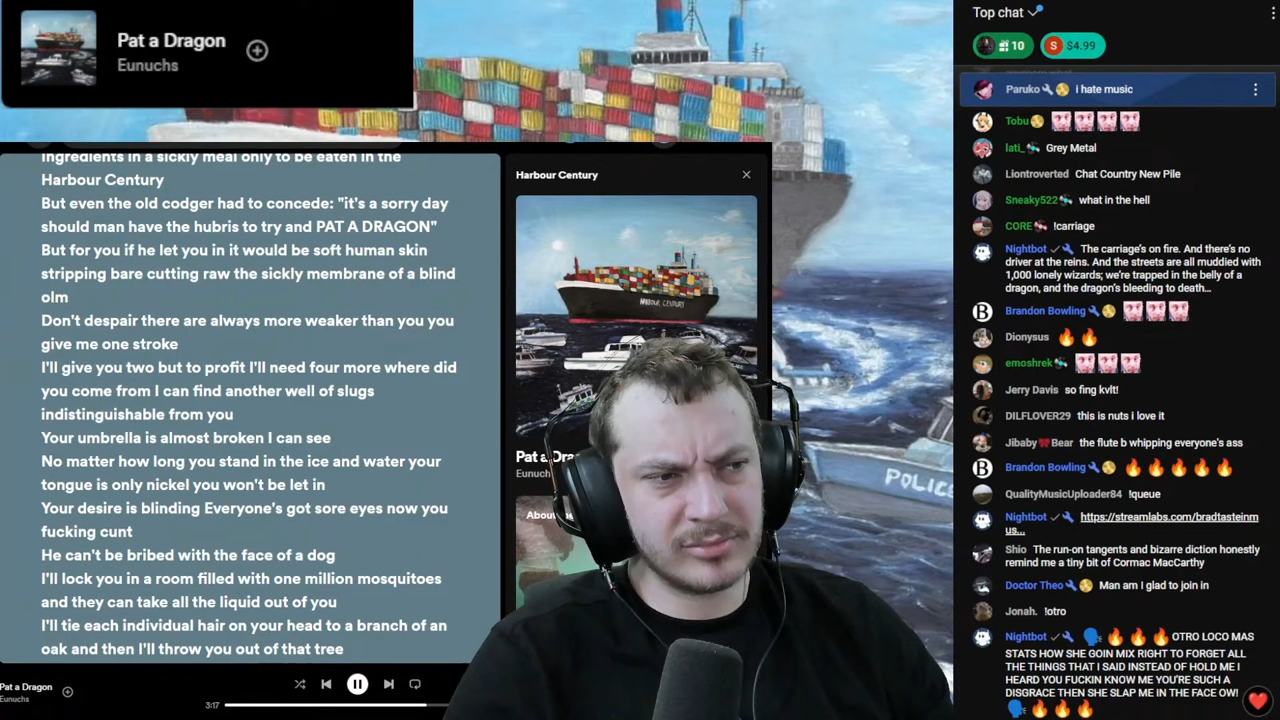 Pat a Dragon
Eunuchs
Ingredients in a sickly meal only to be eaten in the
Harbour Century
But even the old codger had to concede: "it's a sorry day
should man have the hubris to try and PAT A DRAGON"
But for you if he let you in it would be soft human skin
stripping bare cutting raw the sickly membrane of a blind
olm
Don't despair there are always more weaker than you you
give me one stroke
I'll give you two but to profit I'll need four more where did
you come from I can find another well of slugs
indistinguishable from you
Your umbrella is almost broken I can see
No matter how long you stand in the ice and water your
tongue is only nickel you won't be let in
Your desire is blinding Everyone's got sore eyes now you
fucking cunt
He can't be bribed with the face of a dog
I'll lock you in a room filled with one million mosquitoes
and they can take all the liquid out of you
I'll tie each individual hair on your head to a branch of an
oak and then I'll throw you out of that tree
Pat a Dragon
Eunuchs
3:17
Harbour Century
HARBOUR CENTURY
Pat a Dra
Eunuch
About
POLICE
Top chat
10
S $4.99
Paruko i hate music
Tobu
lati_ Grey Metal
Liontroverted Chat Country New Pile
Sneaky522 what in the hell
CORE !carriage
Nightbot The carriage's on fire. And there's no
driver at the reins. And the streets are all muddied with
1,000 lonely wizards; we're trapped in the belly of a
dragon, and the dragon's bleeding to death...
B Brandon Bowling
Dionysus
emoshrek
Jerry Davis so fing kvlt!
DILFLOVER29 this is nuts i love it
Jibaby Bear the flute b whipping everyone's ass
B Brandon Bowling
QualityMusicUploader84 !queue
Nightbot https://streamlabs.com/bradtasteinm
us...
Shio The run-on tangents and bizarre diction honestly
remind me a tiny bit of Cormac MacCarthy
Doctor Theo Man am I glad to join in
Jonah. !otro
Nightbot OTRO LOCO MAS
STATS HOW SHE GOIN MIX RIGHT TO FORGET ALL
THE THINGS THAT I SAID INSTEAD OF HOLD ME I
HEARD YOU FUCKIN KNOW ME YOU'RE SUCH A
DISGRACE THEN SHE SLAP ME IN THE FACE OW!